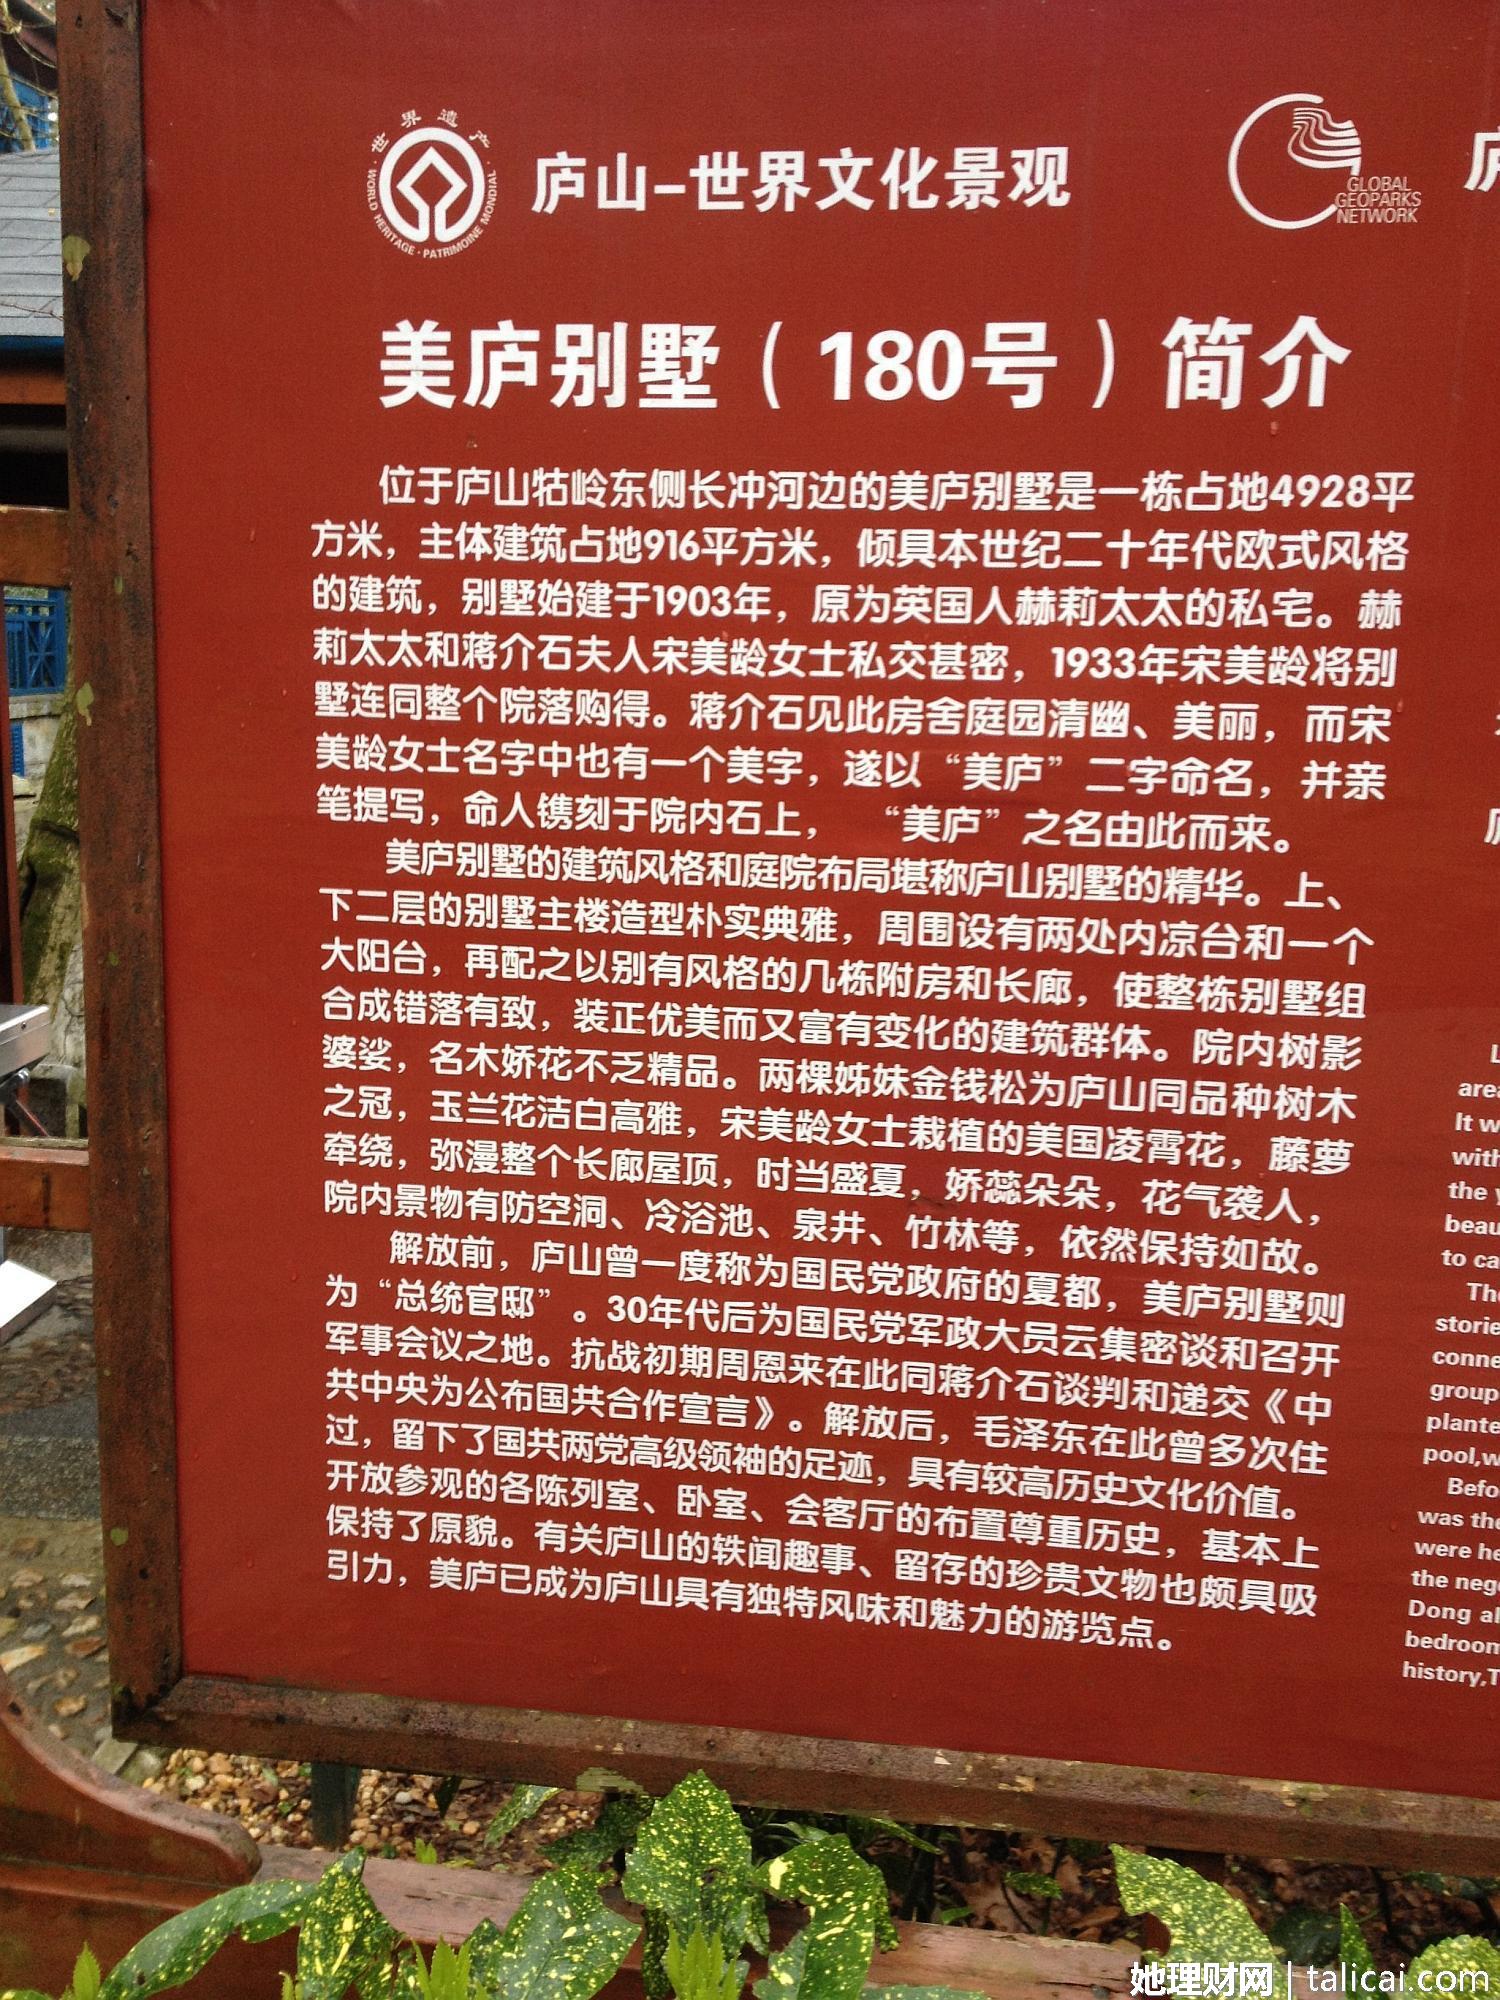 世界遗产
WORLD HERITAGE · PATRIMOINE MONDIAL
庐山-世界文化景观
GLOBAL
GEOPARKS
NETWORK
美庐别墅（180号）简介
位于庐山牯岭东侧长冲河边的美庐别墅是一栋占地4928平
方米，主体建筑占地916平方米，倾具本世纪二十年代欧式风格
的建筑，别墅始建于1903年，原为英国人赫莉太太的私宅。赫
莉太太和蒋介石夫人宋美龄女士私交甚密，1933年宋美龄将别
墅连同整个院落购得。蒋介石见此房舍庭园清幽、美丽，而宋
美龄女士名字中也有一个美字，遂以“美庐”二字命名，并亲
笔提写，命人镌刻于院内石上，“美庐”之名由此而来。
美庐别墅的建筑风格和庭院布局堪称庐山别墅的精华。上、
下二层的别墅主楼造型朴实典雅，周围设有两处内凉台和一个
大阳台，再配之以别有风格的几栋附房和长廊，使整栋别墅组
合成错落有致，装正优美而又富有变化的建筑群体。院内树影
婆娑，名木娇花不乏精品。两棵姊妹金钱松为庐山同品种树木
之冠，玉兰花洁白高雅，宋美龄女士栽植的美国凌霄花，藤萝
牵绕，弥漫整个长廊屋顶，时当盛夏，娇蕊朵朵，花气袭人，
院内景物有防空洞、冷浴池、泉井、竹林等，依然保持如故。
解放前，庐山曾一度称为国民党政府的夏都，美庐别墅则
为“总统官邸”。30年代后为国民党军政大员云集密谈和召开
军事会议之地。抗战初期周恩来在此同蒋介石谈判和递交《中
共中央为公布国共合作宣言》。解放后，毛泽东在此曾多次住
过，留下了国共两党高级领袖的足迹，具有较高历史文化价值。
开放参观的各陈列室、卧室、会客厅的布置尊重历史，基本上
保持了原貌。有关庐山的轶闻趣事、留存的珍贵文物也颇具吸
引力，美庐已成为庐山具有独特风味和魅力的游览点。
area
It w
with
the y
beau
to ca
The
storie
conne
group
plante
pool,w
Befo
was the
were he
the nego
Dong al
bedroom
history,T
她理财网 | talicai.com